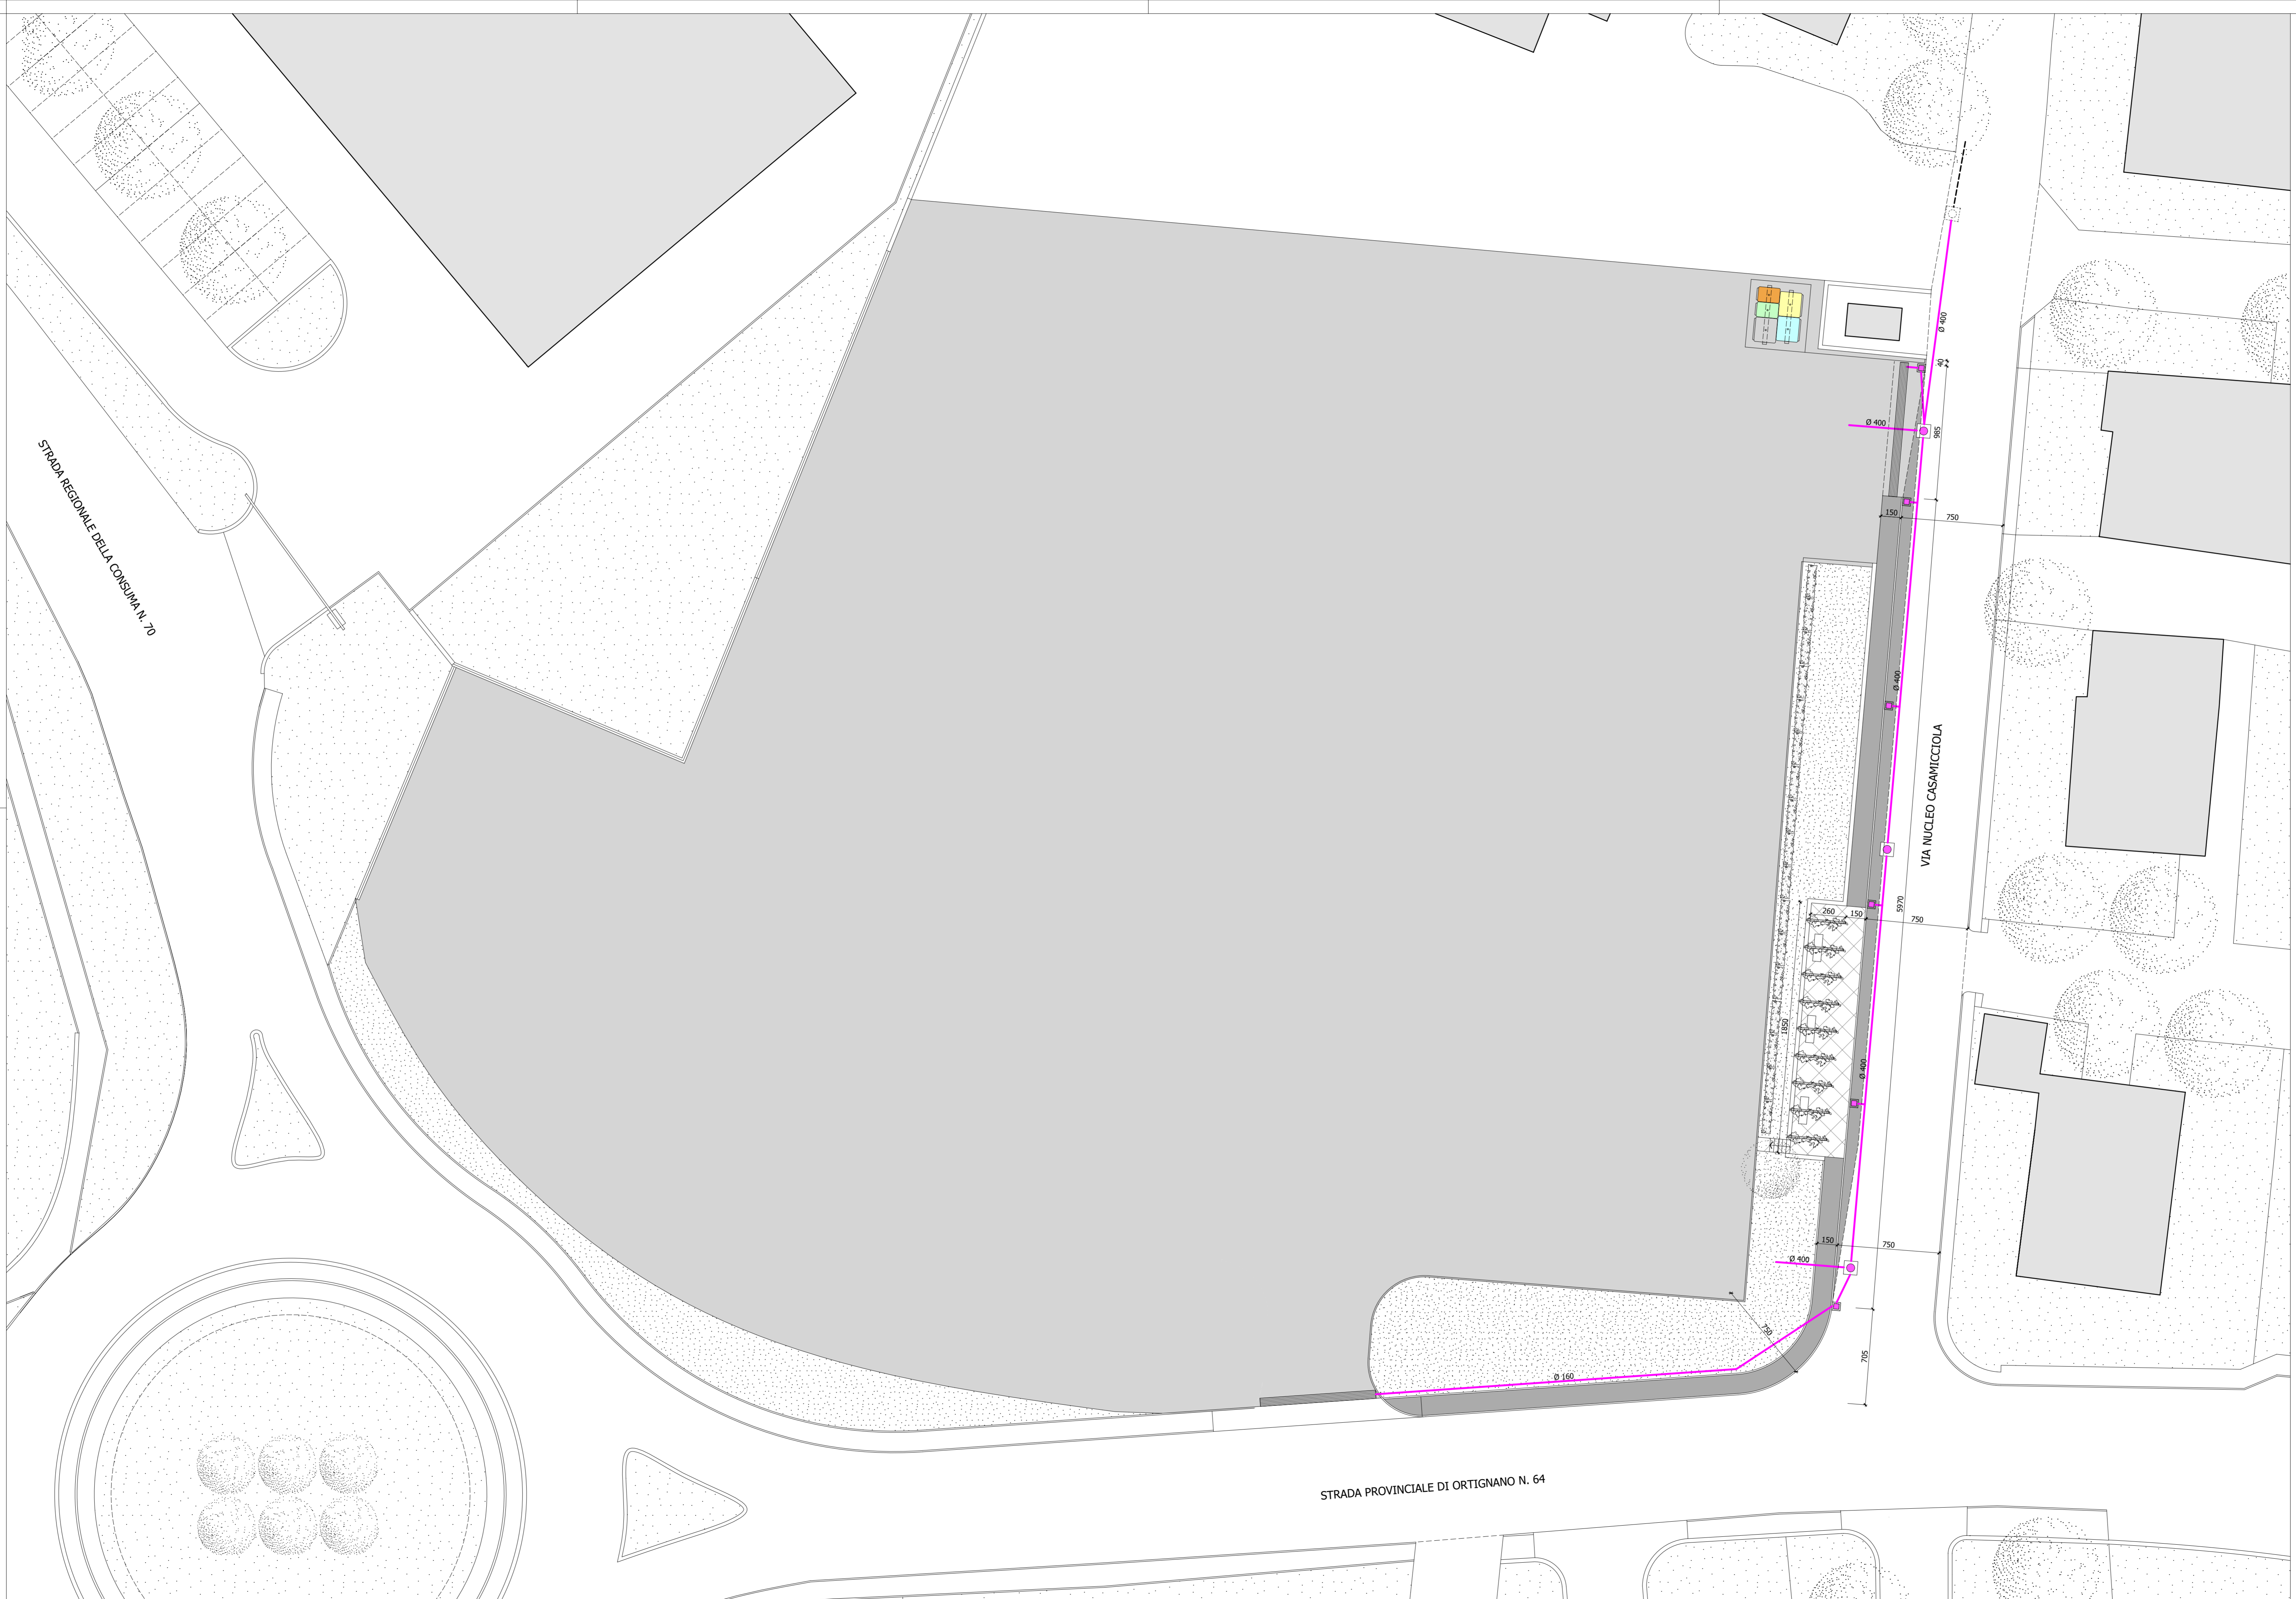 Ø 400
40
STRADA REGIONALE DELLA CONSUMA N. 70
Ø 400
985
150
750
Ø 400
VIA NUCLEO CASAMICCIOLA
5970
260
150
750
1850
Ø 400
150
750
Ø 400
750
705
Ø 160
STRADA PROVINCIALE DI ORTIGNANO N. 64